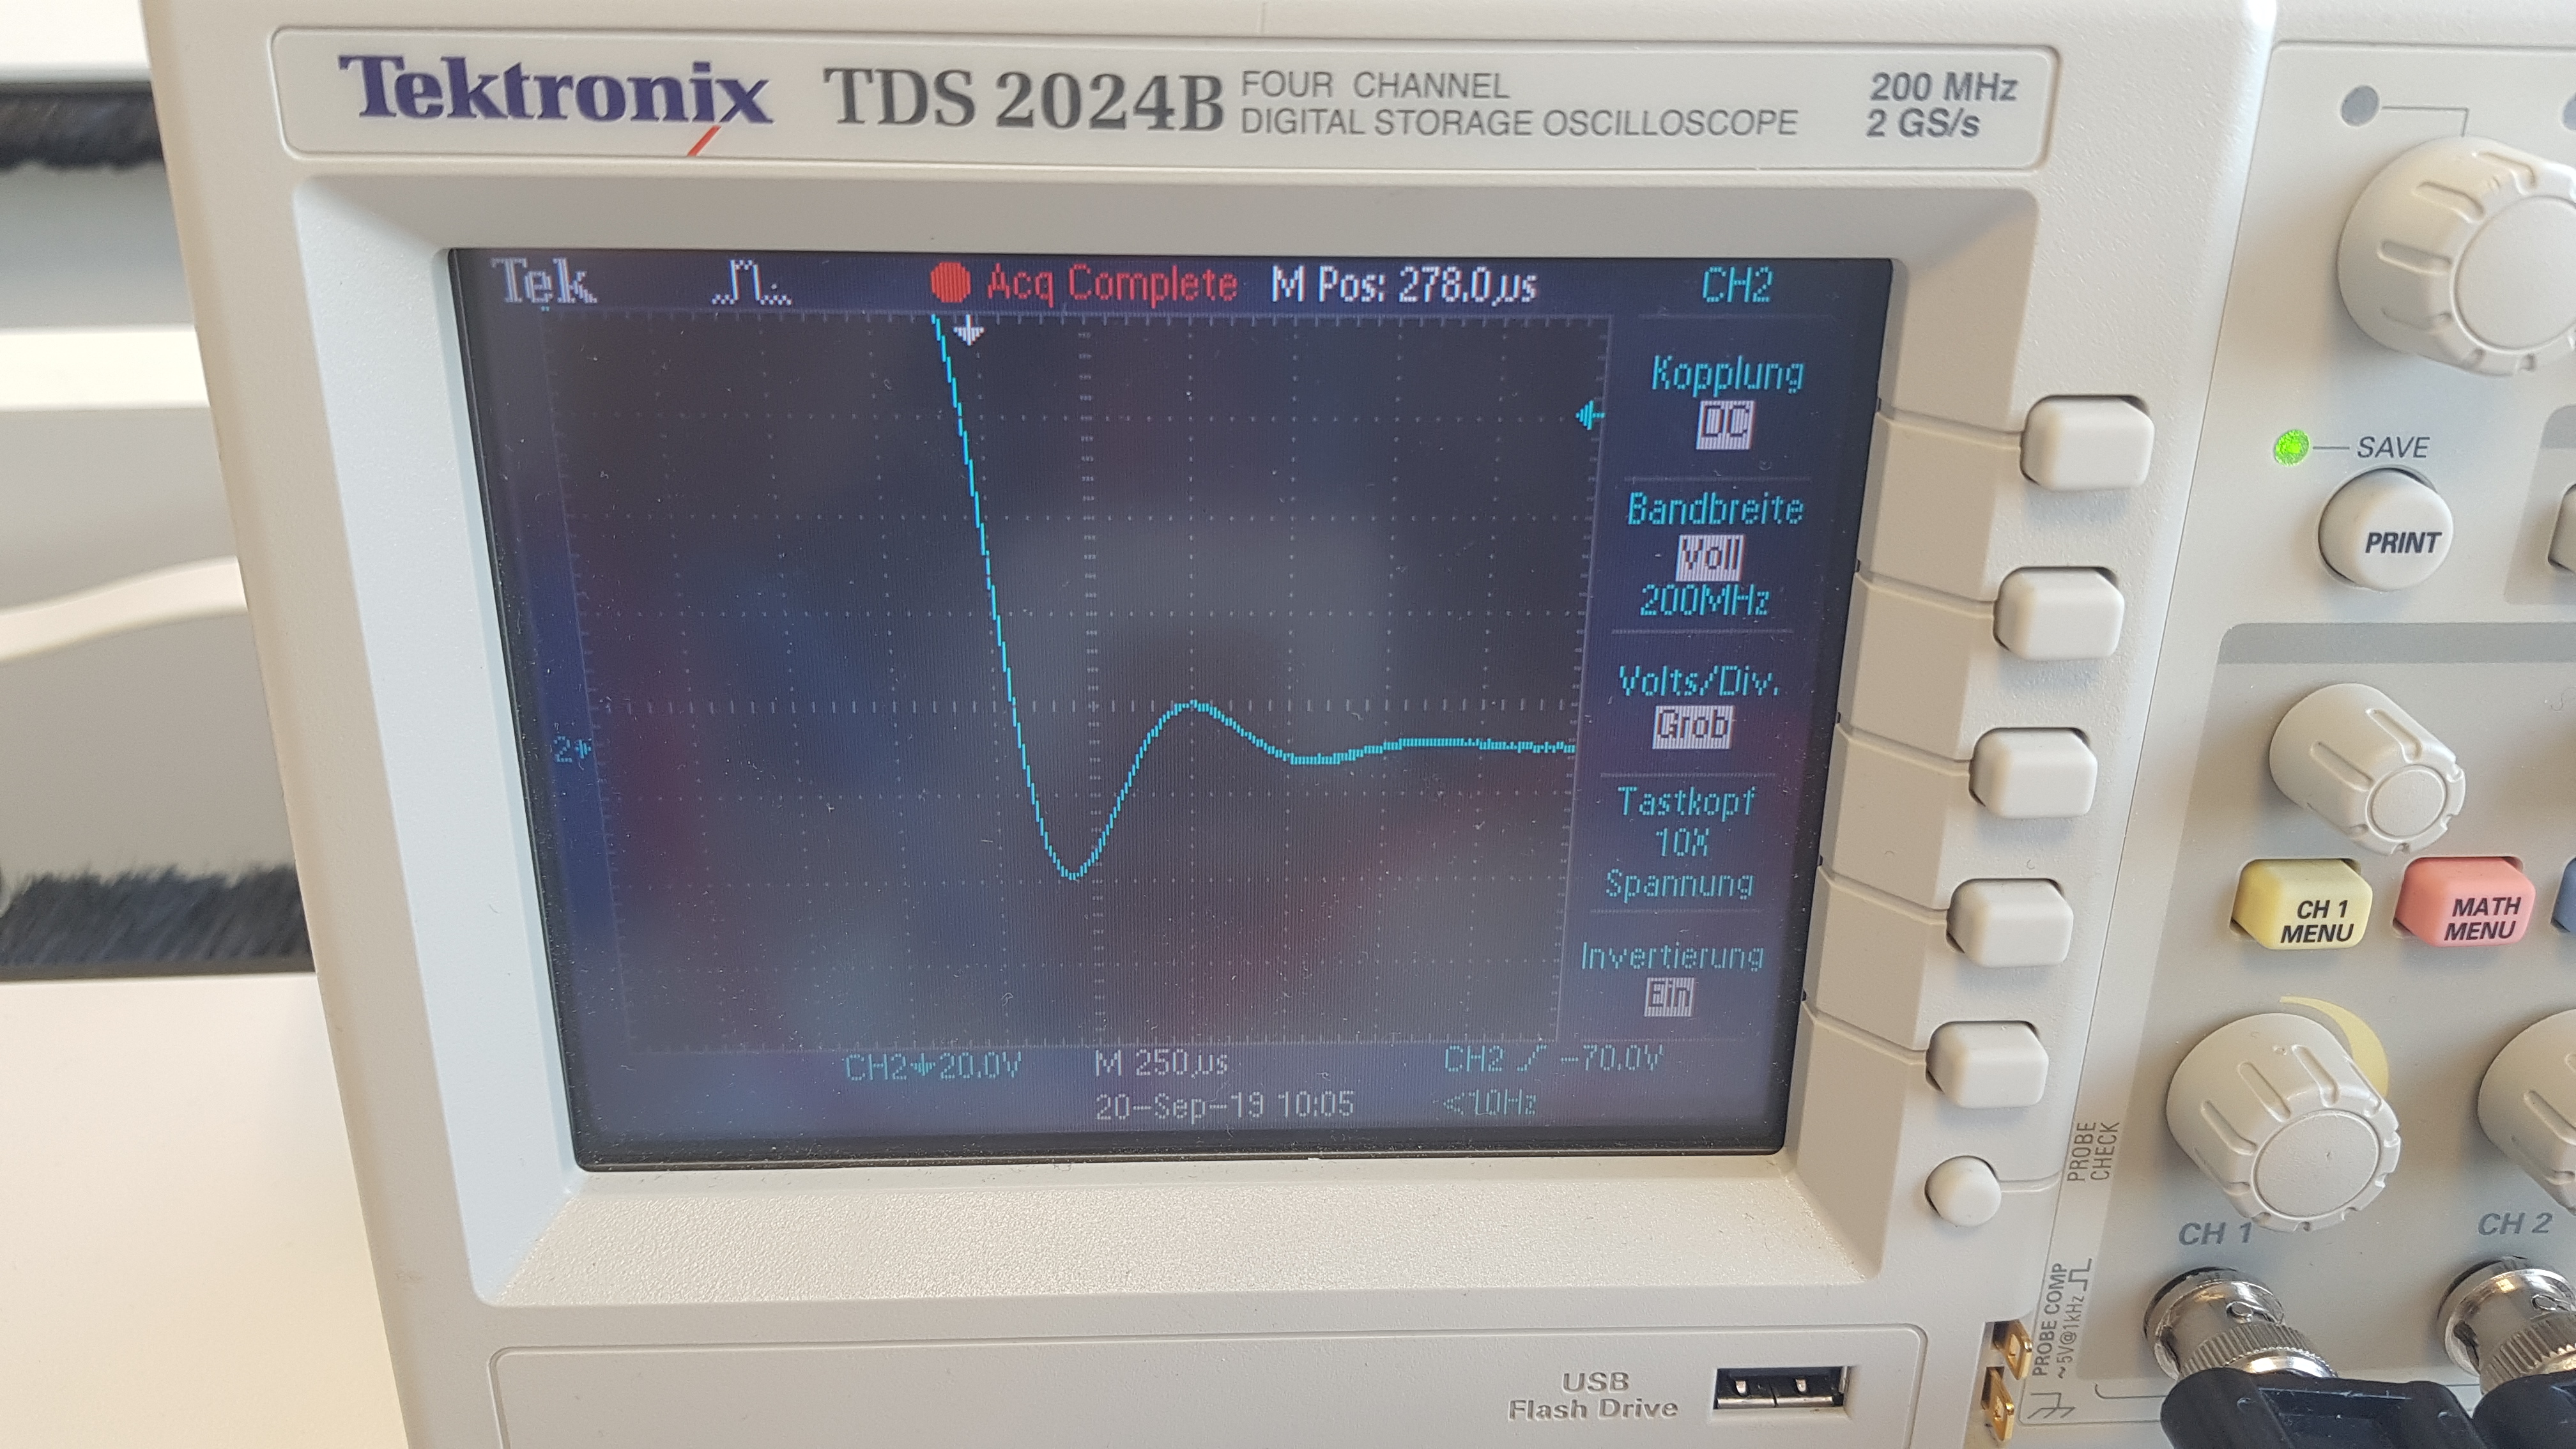 Tektronix TDS 2024B FOUR CHANNEL DIGITAL STORAGE OSCILLOSCOPE 200 MHz 2 GS/s
Tek Acq Complete M Pos: 278.0µs CH2
Kopplung
DC
Bandbreite
Voll
200MHz
Volts/Div.
Grob
Tastkopf
10X
Spannung
Invertierung
Ein
2
CH2 20.0V M 250µs CH2 -70.0V
20-Sep-19 10:05 <10Hz
SAVE
PRINT
CH 1 MENU
MATH MENU
PROBE CHECK
CH 1
CH 2
PROBE COMP
~5V@1kHz
USB
Flash Drive